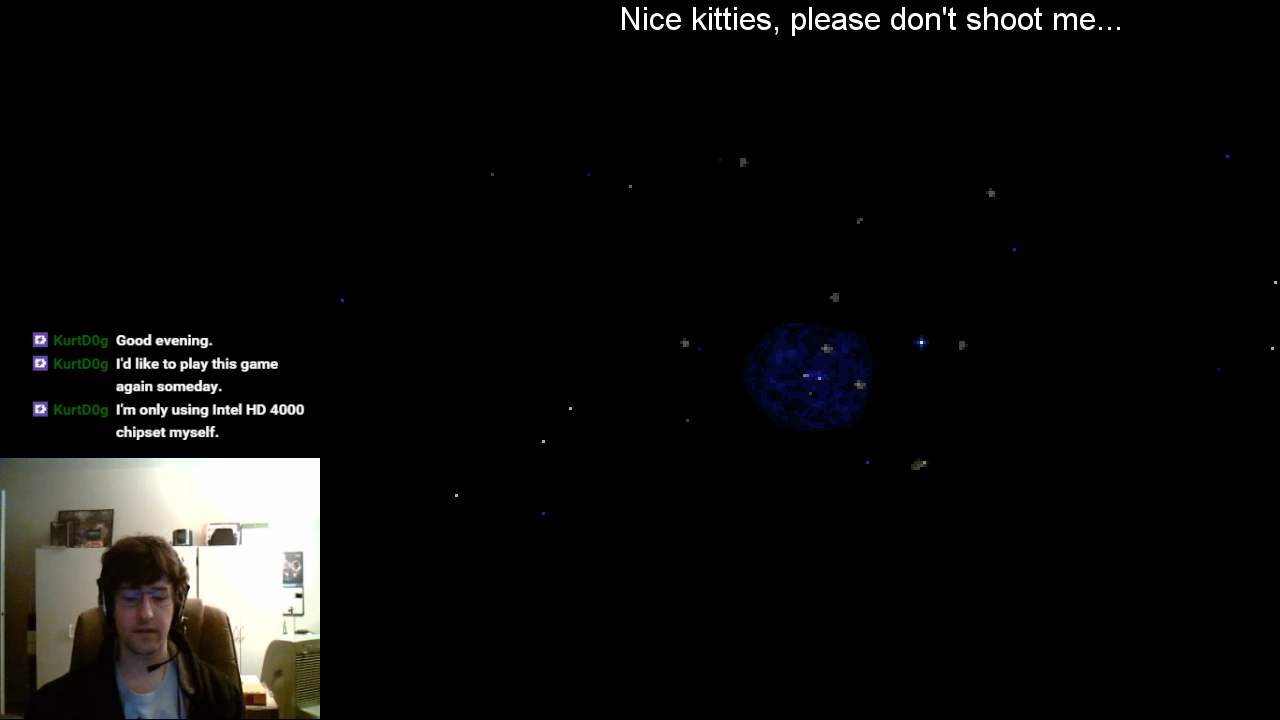 Nice kitties, please don't shoot me...
KurtD0g Good evening.
KurtD0g I'd like to play this game
again someday.
KurtD0g I'm only using Intel HD 4000
chipset myself.